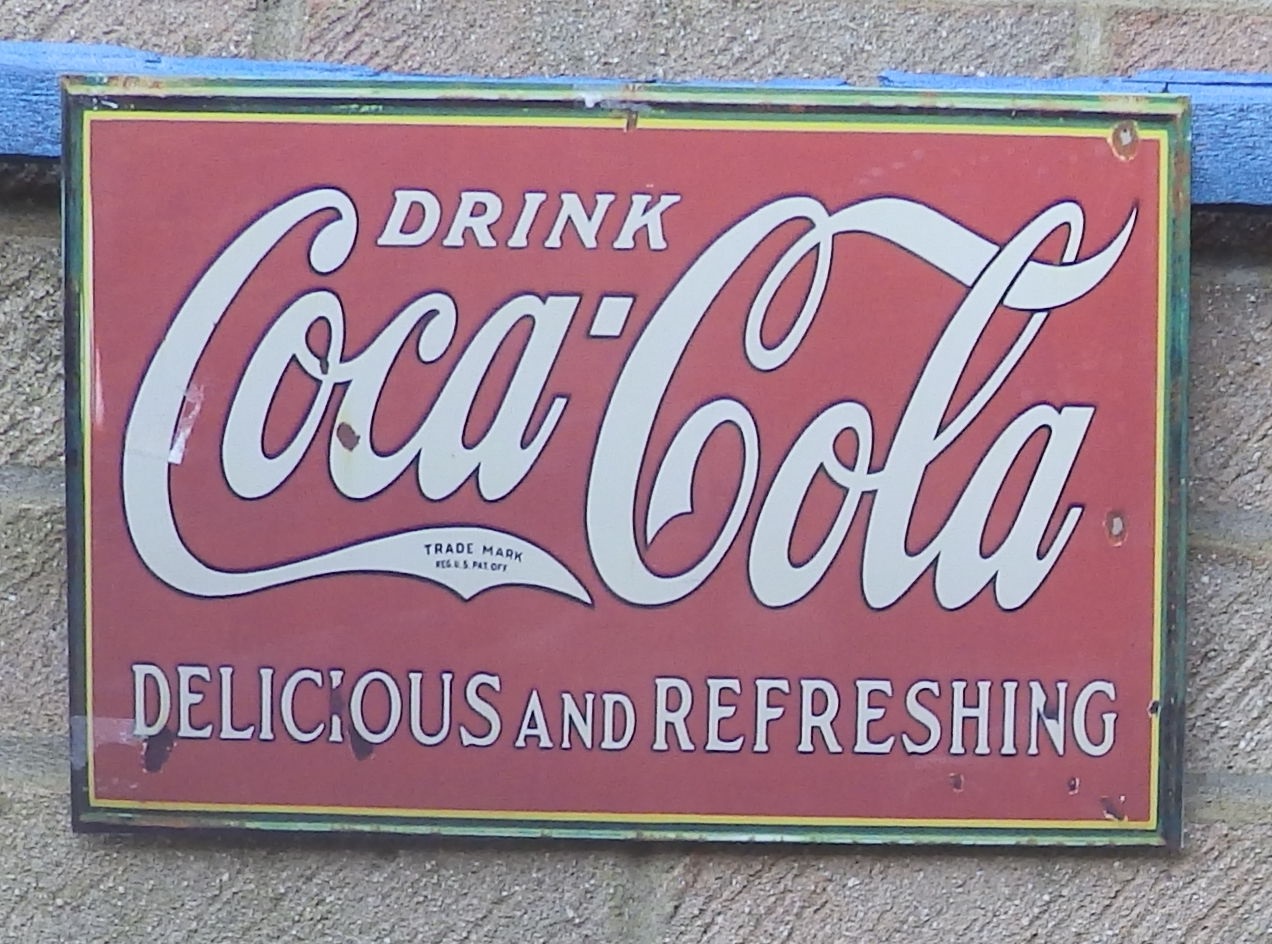 DRINK
Coca-Cola
TRADE MARK
REG. U.S. PAT. OFF
DELICIOUS AND REFRESHING